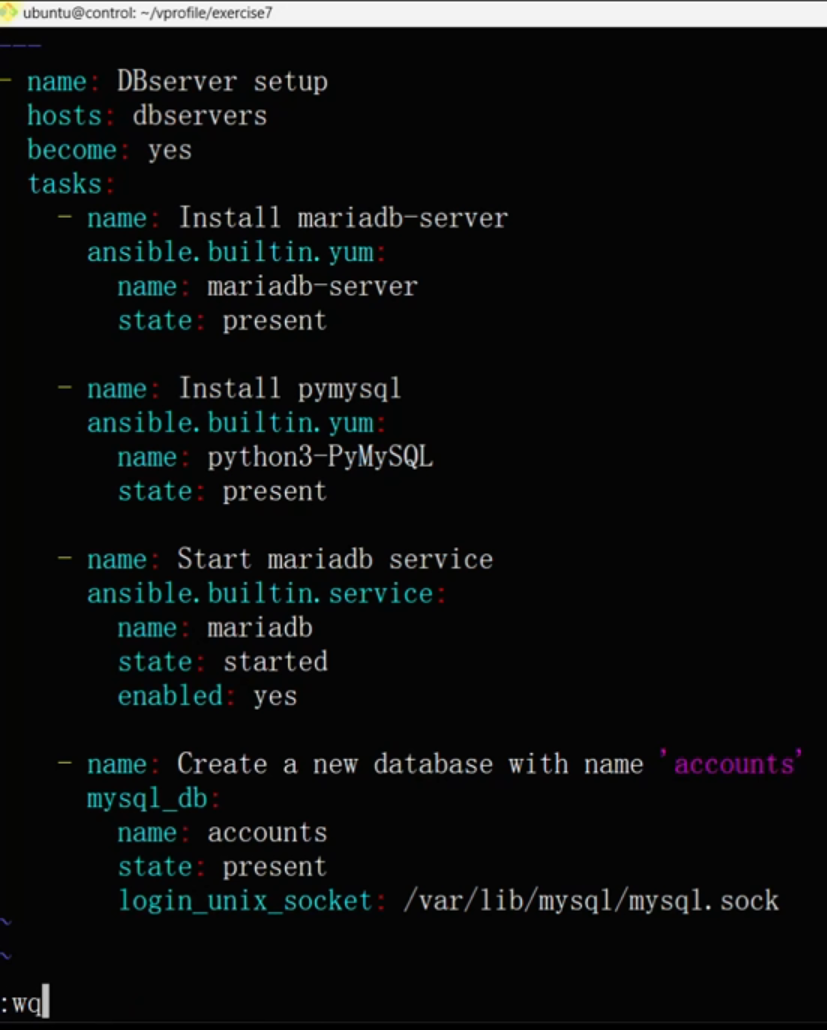 ubuntu@control: ~/vprofile/exercise7
---
- name: DBserver setup
  hosts: dbservers
  become: yes
  tasks:
    - name: Install mariadb-server
      ansible.builtin.yum:
        name: mariadb-server
        state: present

    - name: Install pymysql
      ansible.builtin.yum:
        name: python3-PyMySQL
        state: present

    - name: Start mariadb service
      ansible.builtin.service:
        name: mariadb
        state: started
        enabled: yes

    - name: Create a new database with name 'accounts'
      mysql_db:
        name: accounts
        state: present
        login_unix_socket: /var/lib/mysql/mysql.sock
~
~
:wq